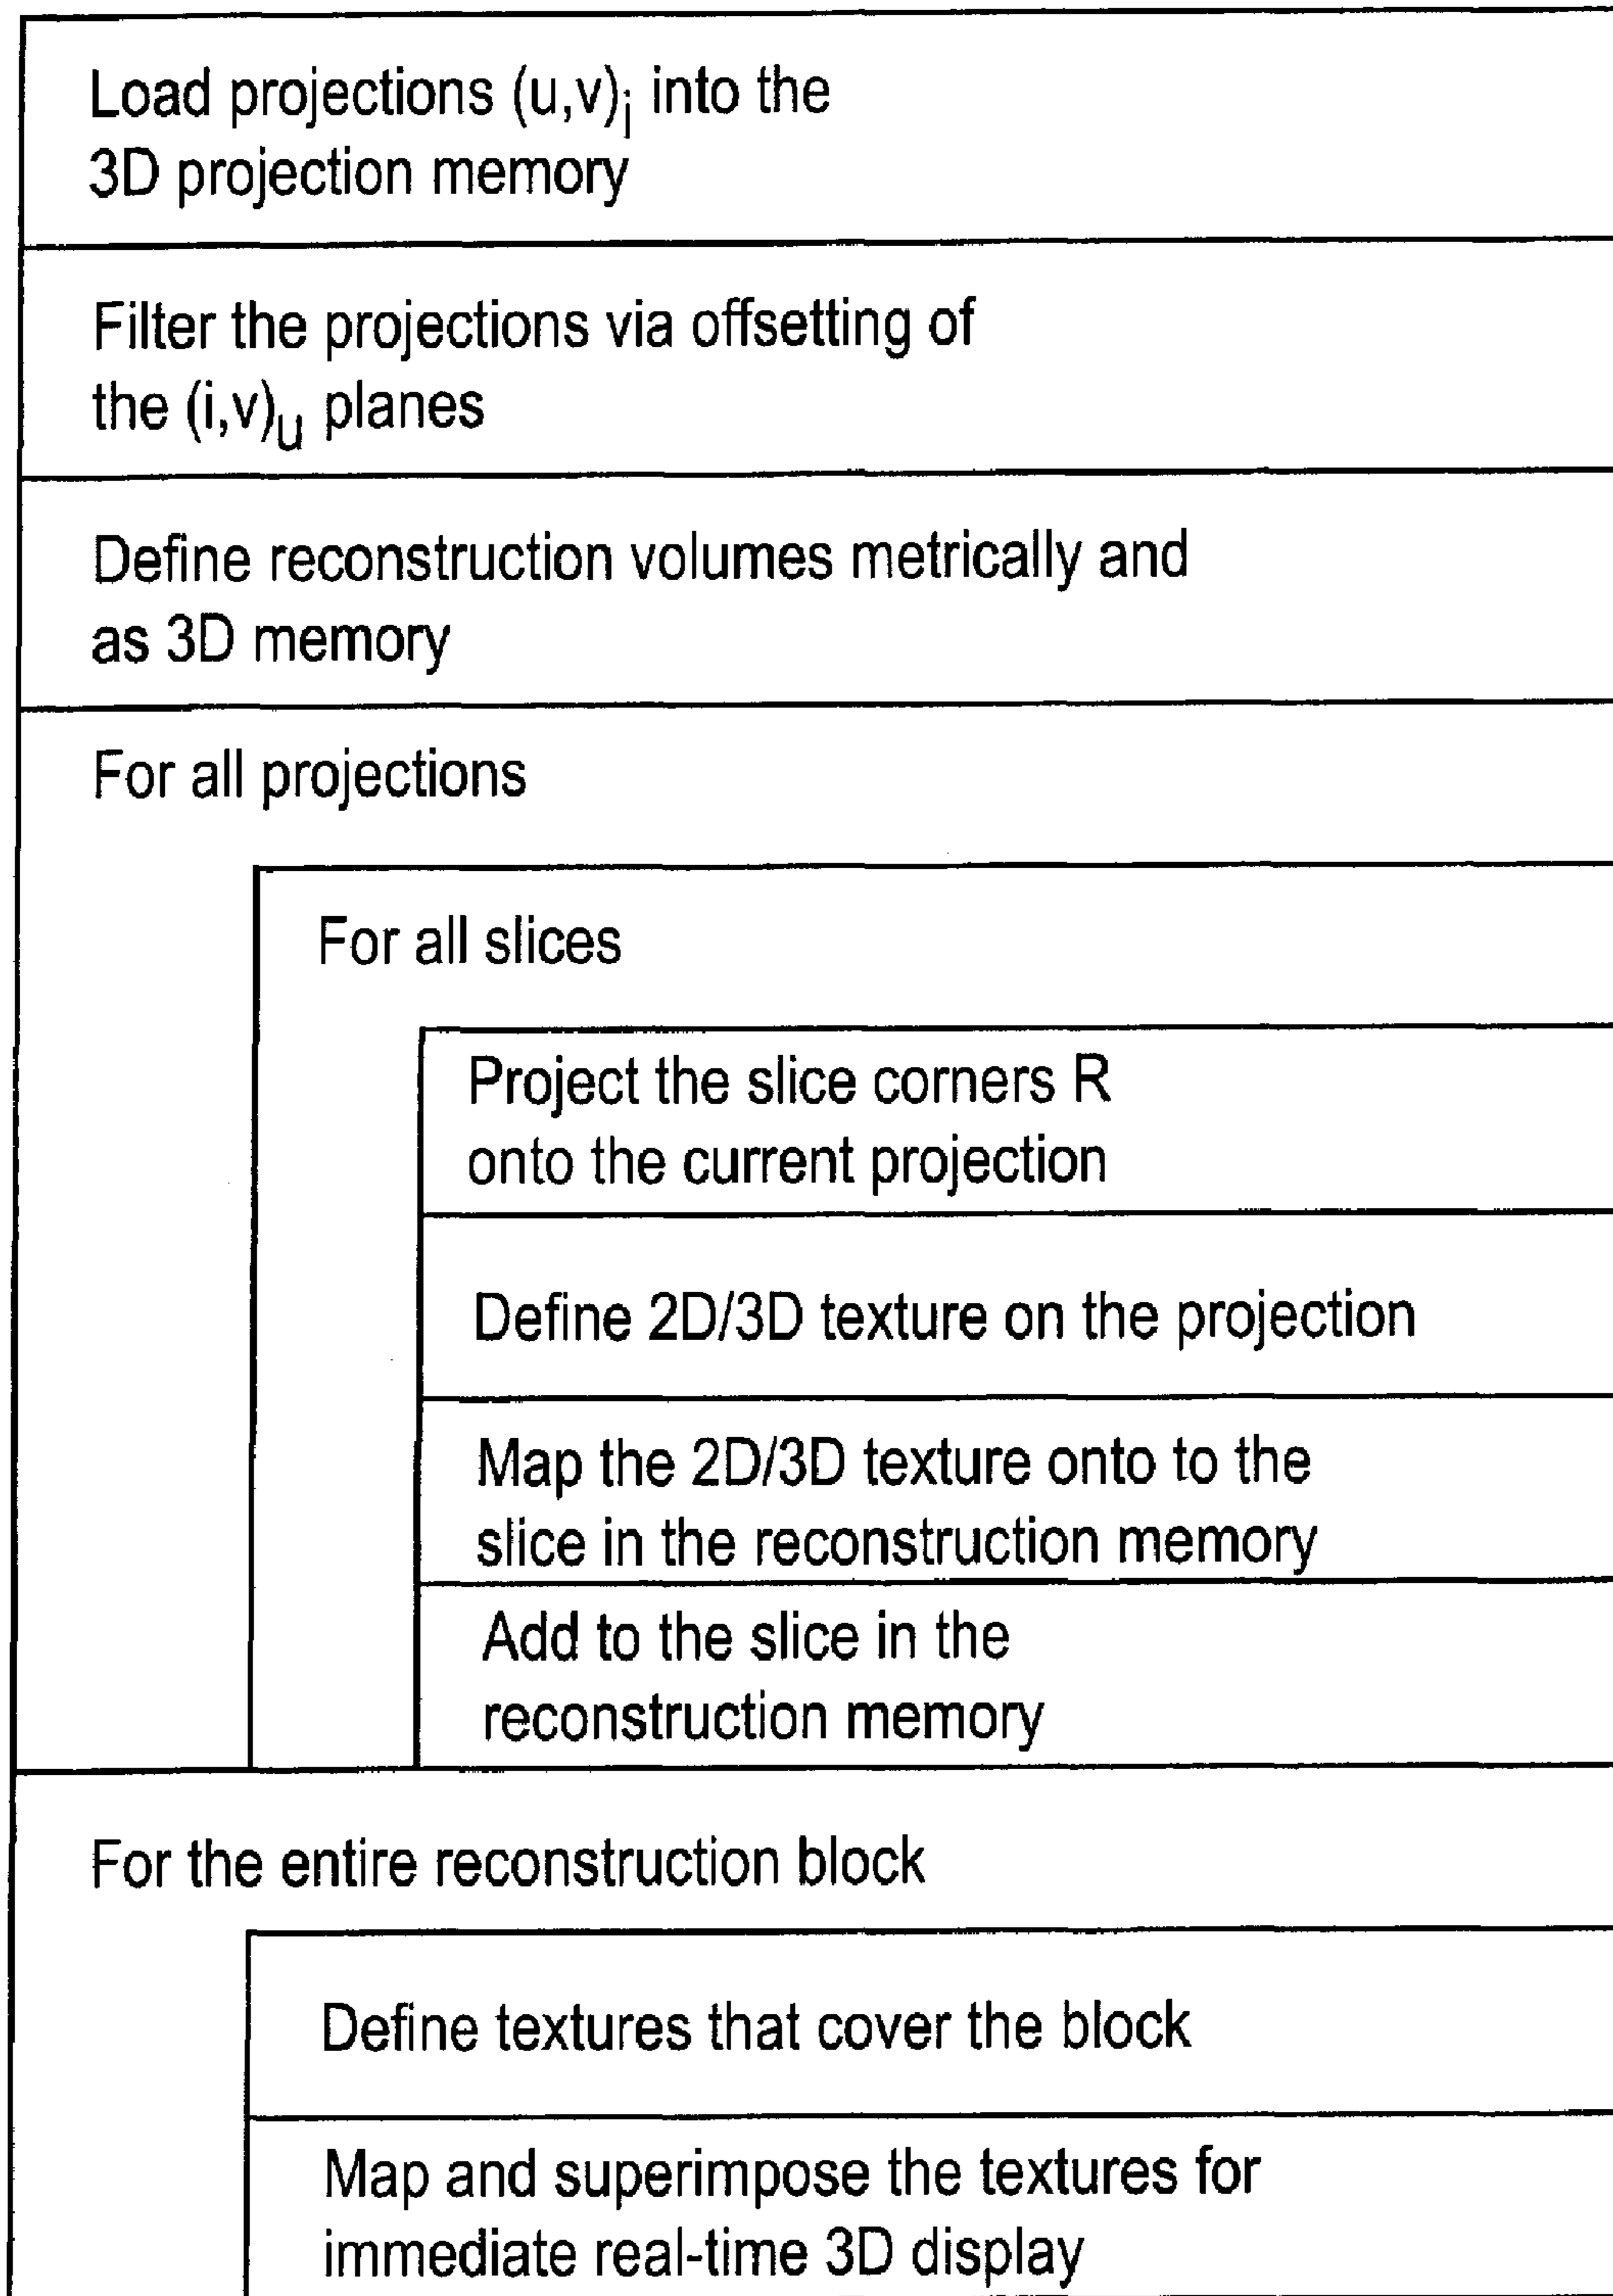 Load projections (u,v)i into the
3D projection memory
Filter the projections via offsetting of
the (i,v)u planes
Define reconstruction volumes metrically and
as 3D memory
For all projections
For all slices
Project the slice corners R
onto the current projection
Define 2D/3D texture on the projection
Map the 2D/3D texture onto to the
slice in the reconstruction memory
Add to the slice in the
reconstruction memory
For the entire reconstruction block
Define textures that cover the block
Map and superimpose the textures for
immediate real-time 3D display